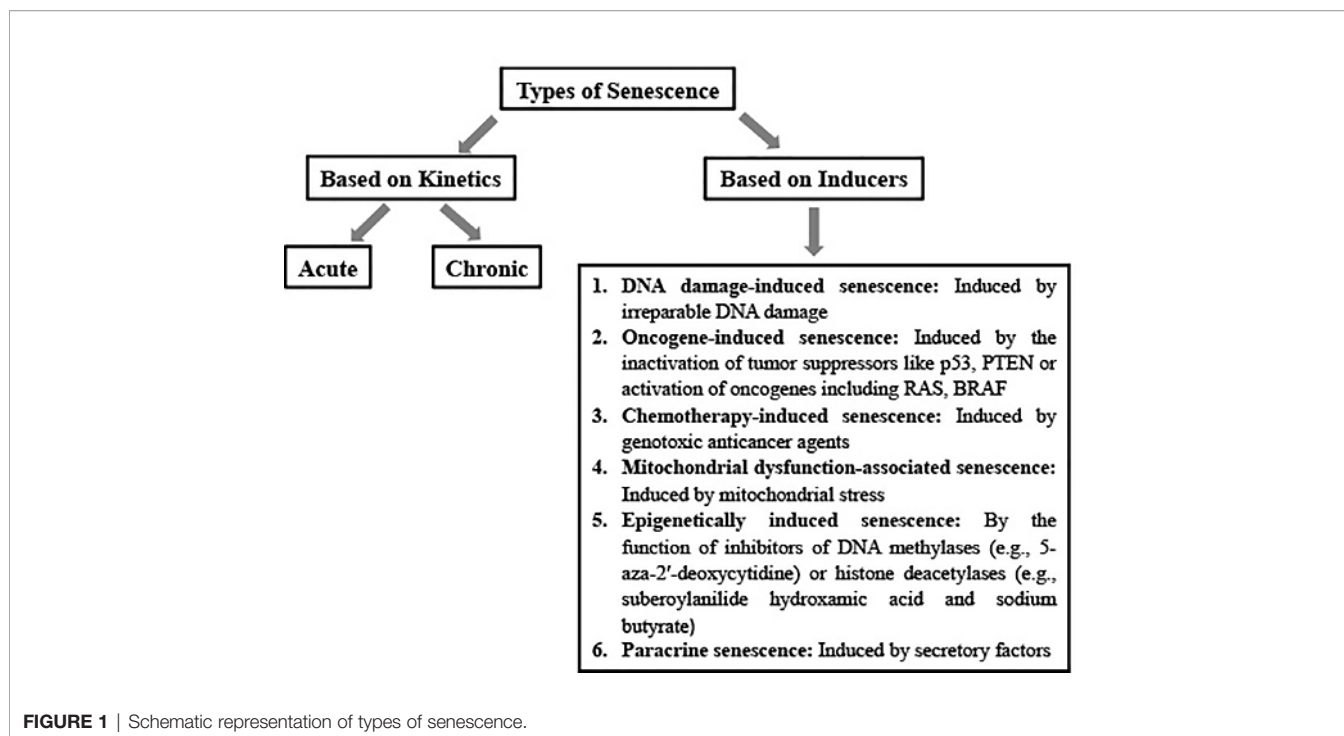 Types of Senescence
Based on Kinetics
Based on Inducers
Acute
Chronic
1. DNA damage-induced senescence: Induced by
irreparable DNA damage
2. Oncogene-induced senescence: Induced by the
inactivation of tumor suppressors like p53, PTEN or
activation of oncogenes including RAS, BRAF
3. Chemotherapy-induced senescence: Induced by
genotoxic anticancer agents
4. Mitochondrial dysfunction-associated senescence:
Induced by mitochondrial stress
5. Epigenetically induced senescence: By the
function of inhibitors of DNA methylases (e.g., 5-
aza-2′-deoxycytidine) or histone deacetylases (e.g.,
suberoylanilide hydroxamic acid and sodium
butyrate)
6. Paracrine senescence: Induced by secretory factors
FIGURE 1 | Schematic representation of types of senescence.